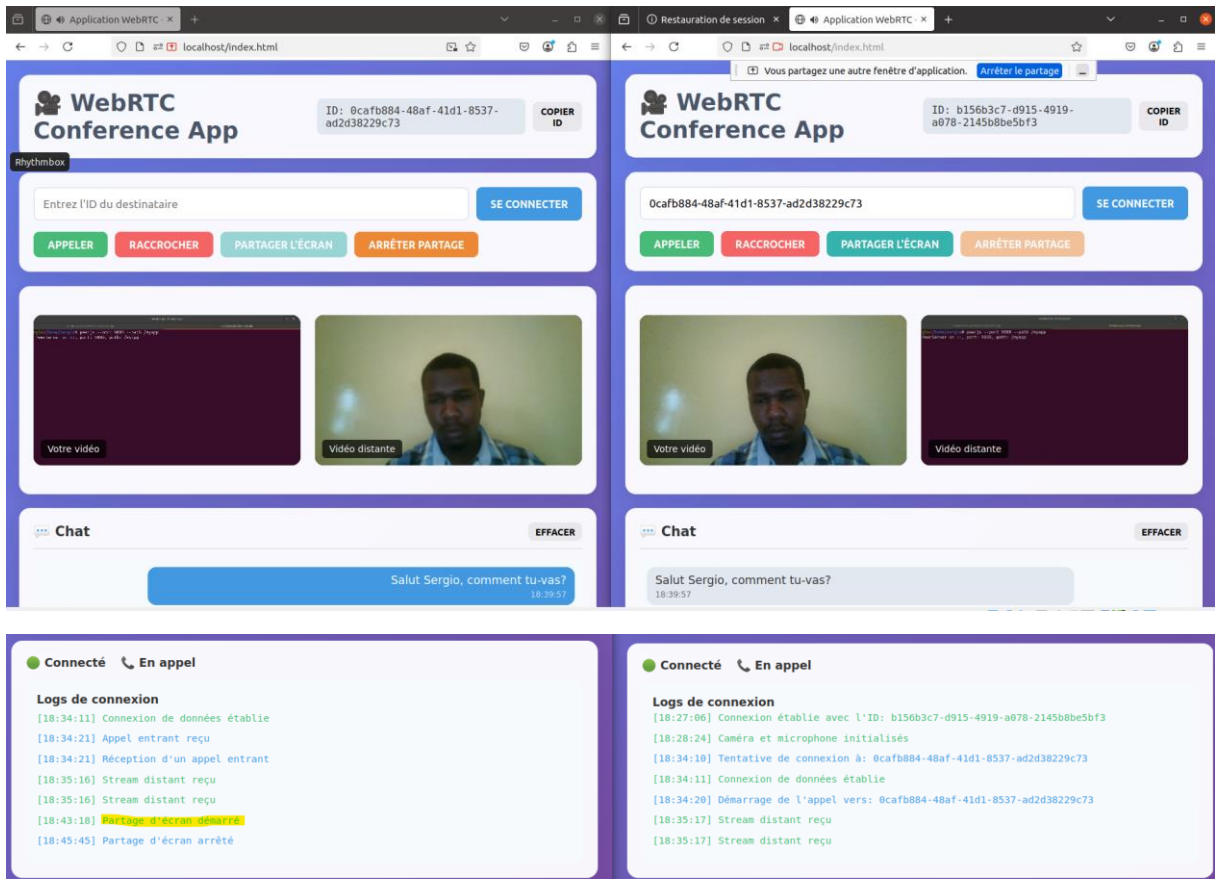 Application WebRTC -
localhost/index.html
WebRTC
Conference App
ID: 0cafb884-48af-41d1-8537-
ad2d38229c73
COPIER
ID
Rhythmbox
Entrez l'ID du destinataire
SE CONNECTER
APPELER
RACCROCHER
PARTAGER L'ÉCRAN
ARRÊTER PARTAGE
Votre vidéo
Vidéo distante
Chat
EFFACER
Salut Sergio, comment tu-vas?
18:39:57
Restauration de session
Application WebRTC -
localhost/index.html
Vous partagez une autre fenêtre d'application.
Arrêter le partage
WebRTC
Conference App
ID: b156b3c7-d915-4919-
a078-2145b8be5bf3
COPIER
ID
0cafb884-48af-41d1-8537-ad2d38229c73
SE CONNECTER
APPELER
RACCROCHER
PARTAGER L'ÉCRAN
ARRÊTER PARTAGE
Votre vidéo
Vidéo distante
Chat
EFFACER
Salut Sergio, comment tu-vas?
18:39:57
Connecté En appel
Logs de connexion
[18:34:11] Connexion de données établie
[18:34:21] Appel entrant reçu
[18:34:21] Réception d'un appel entrant
[18:35:16] Stream distant reçu
[18:35:16] Stream distant reçu
[18:43:18] Partage d'écran démarré
[18:45:45] Partage d'écran arrêté
Connecté En appel
Logs de connexion
[18:27:06] Connexion établie avec l'ID: b156b3c7-d915-4919-a078-2145b8be5bf3
[18:28:24] Caméra et microphone initialisés
[18:34:10] Tentative de connexion à: 0cafb884-48af-41d1-8537-ad2d38229c73
[18:34:11] Connexion de données établie
[18:34:20] Démarrage de l'appel vers: 0cafb884-48af-41d1-8537-ad2d38229c73
[18:35:17] Stream distant reçu
[18:35:17] Stream distant reçu